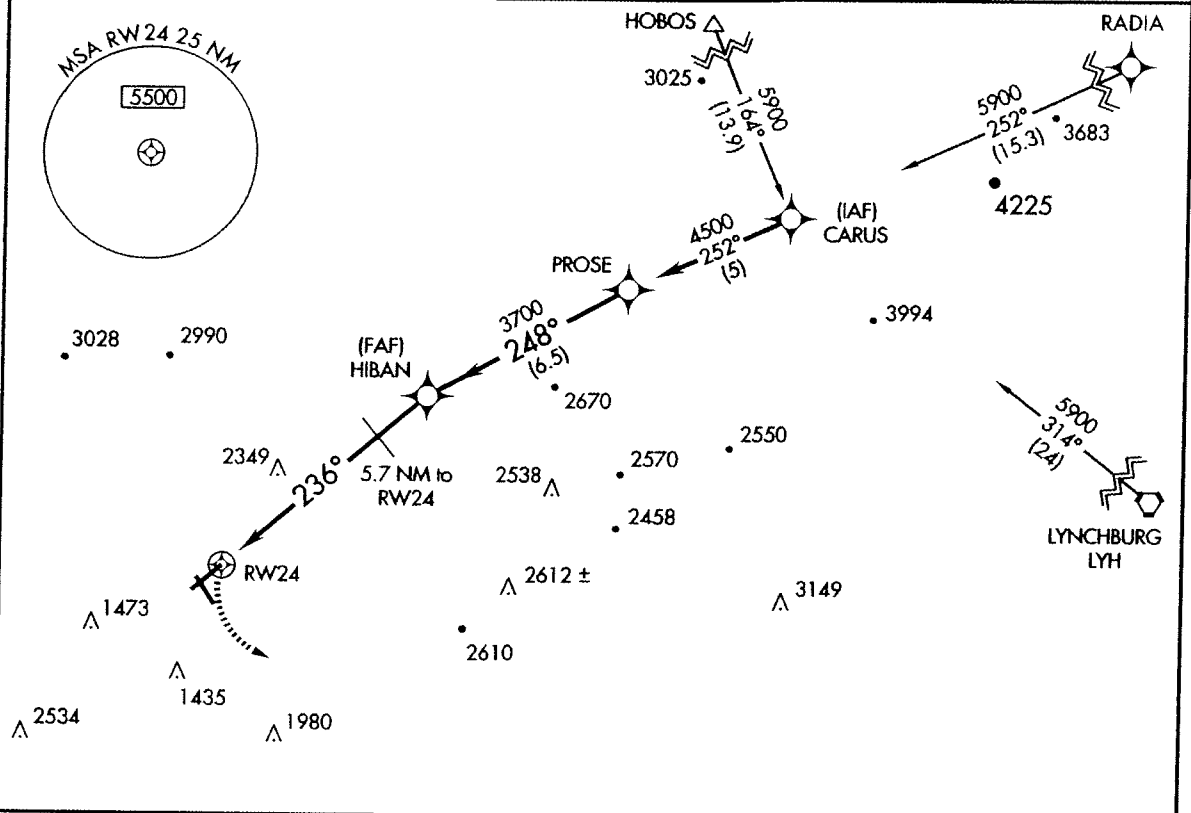 MSA RW24 25 NM
5500
HOBOS
3025
5900
164°
(13.9)
RADIA
5900
252°
(15.3)
3683
4225
(IAF)
CARUS
4500
252°
(5)
PROSE
3700
248°
(6.5)
3994
3028
2990
(FAF)
HIBAN
2670
5900
314°
(24)
2349
236°
5.7 NM to
RW24
2538
2570
2550
2458
LYNCHBURG
LYH
RW24
2612 ±
3149
1473
2610
1435
2534
1980